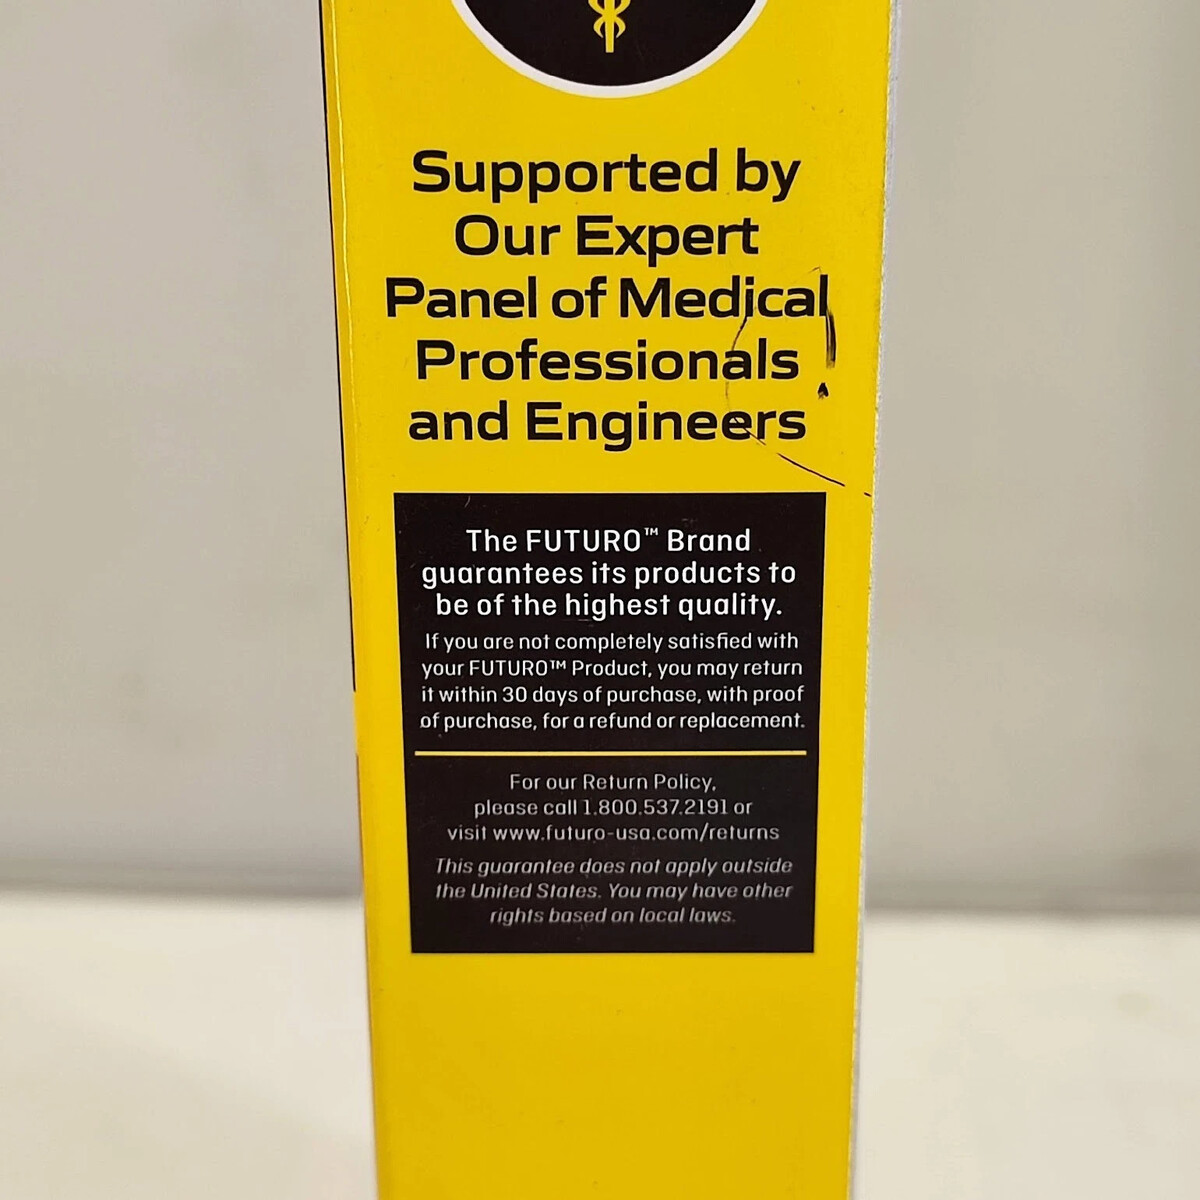 Supported by
Our Expert
Panel of Medical
Professionals
and Engineers
The FUTURO™ Brand
guarantees its products to
be of the highest quality.
If you are not completely satisfied with
your FUTURO™ Product, you may return
it within 30 days of purchase, with proof
of purchase, for a refund or replacement.
For our Return Policy,
please call 1.800.537.2191 or
visit www.futuro-usa.com/returns
This guarantee does not apply outside
the United States. You may have other
rights based on local laws.